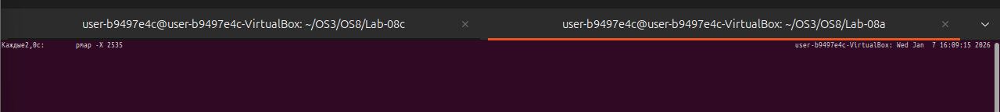 user-b9497e4c@user-b9497e4c-VirtualBox: ~/OS3/OS8/Lab-08c × user-b9497e4c@user-b9497e4c-VirtualBox: ~/OS3/OS8/Lab-08a ×
Каждые2,0с: pmap -X 2535 user-b9497e4c-VirtualBox: Wed Jan 7 16:09:15 2026